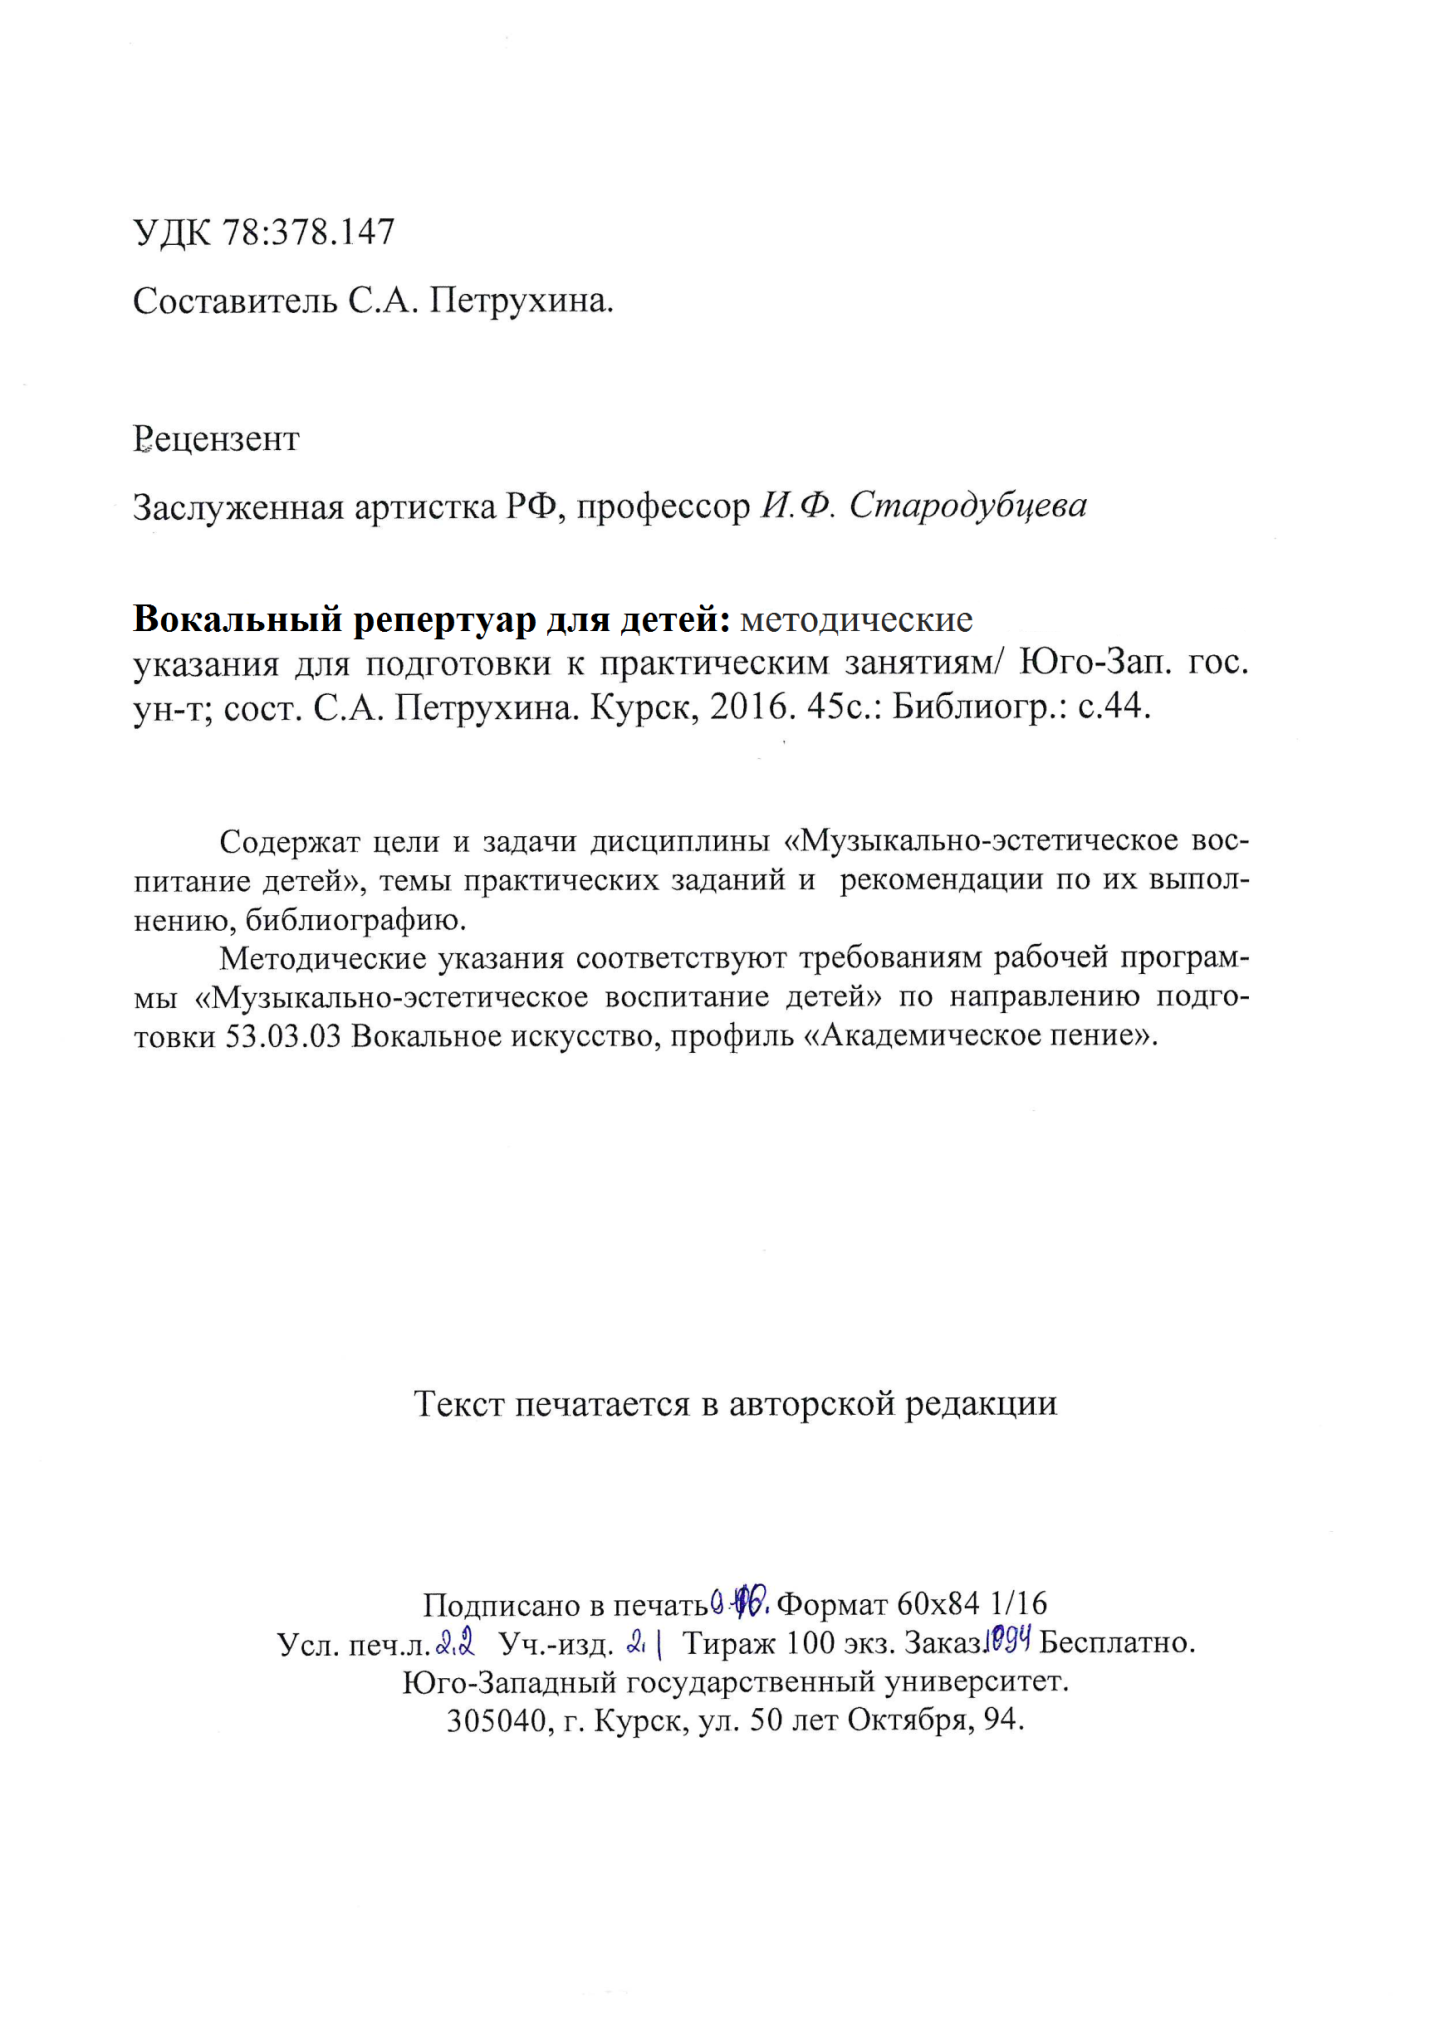 УДК 78:378.147
Составитель С.А. Петрухина.
Рецензент
Заслуженная артистка РФ, профессор И.Ф. Стародубцева
Вокальный репертуар для детей: методические
указания для подготовки к практическим занятиям/ Юго-Зап. гос.
ун-т; сост. С.А. Петрухина. Курск, 2016. 45с.: Библиогр.: с.44.
Содержат цели и задачи дисциплины «Музыкально-эстетическое вос-
питание детей», темы практических заданий и рекомендации по их выпол-
нению, библиографию.
Методические указания соответствуют требованиям рабочей програм-
мы «Музыкально-эстетическое воспитание детей» по направлению подго-
товки 53.03.03 Вокальное искусство, профиль «Академическое пение».
Текст печатается в авторской редакции
Подписано в печать Формат 60х84 1/16
Усл. печ.л. 2.2 Уч.-изд. 2.1 Тираж 100 экз. Заказ. 1094 Бесплатно.
Юго-Западный государственный университет.
305040, г. Курск, ул. 50 лет Октября, 94.